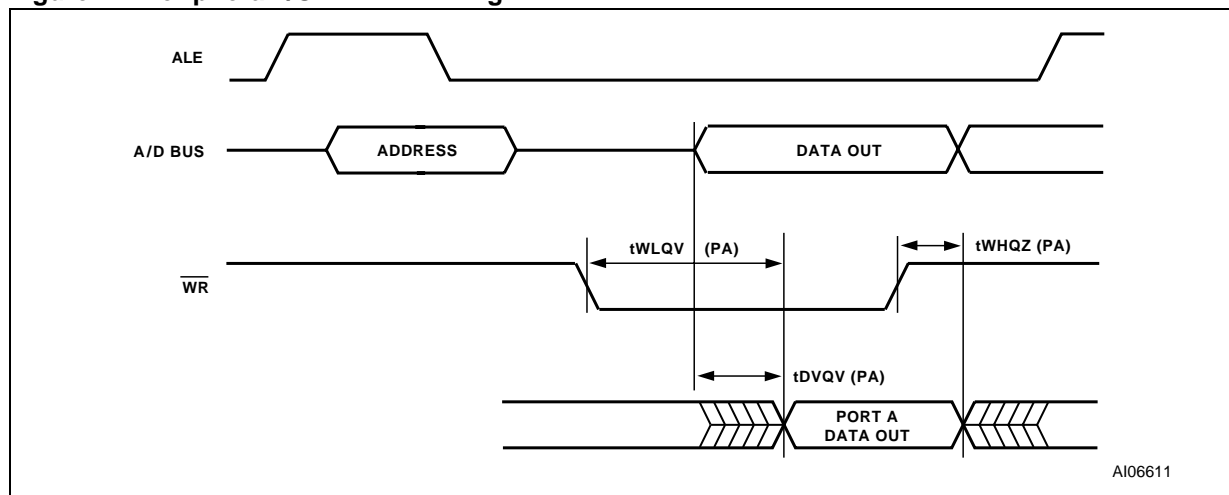 ALE
A/D BUS
ADDRESS
DATA OUT
tWLQV (PA)
tWHQZ (PA)
WR
tDVQV (PA)
PORT A
DATA OUT
AI06611